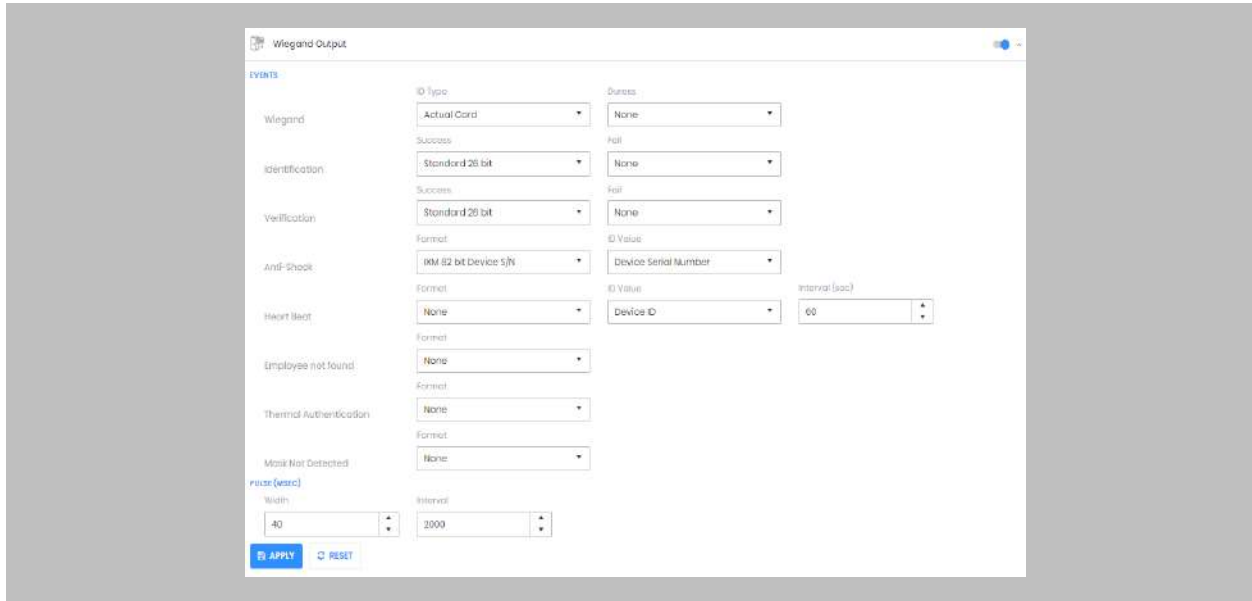 Wiegand Output
EVENTS
ID Type Duress
Wiegand Actual Card None
Success Fail
Identification Standard 26 bit None
Success Fail
Verification Standard 26 bit None
Format ID Value
Anti-Shock IXM 82 bit Device S/N Device Serial Number
Format ID Value Interval (sec)
Heart Beat None Device ID 60
Format
Employee not found None
Format
Thermal Authentication None
Format
Mask Not Detected None
PULSE (MSEC)
Width Interval
40 2000
APPLY RESET